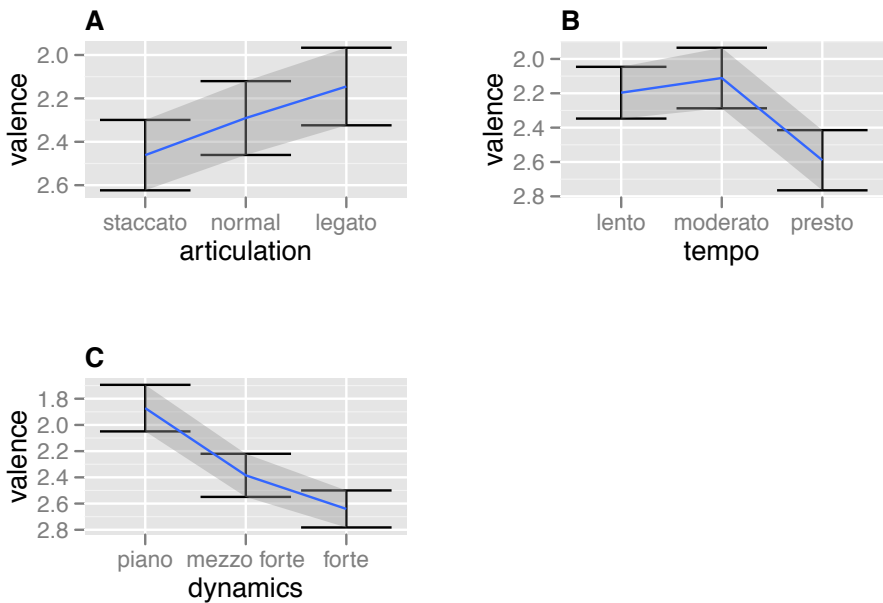 A
valence
2.0
2.2
2.4
2.6
staccato normal legato
articulation
B
valence
2.0
2.2
2.4
2.6
2.8
lento moderato presto
tempo
C
valence
1.8
2.0
2.2
2.4
2.6
2.8
piano mezzo forte forte
dynamics